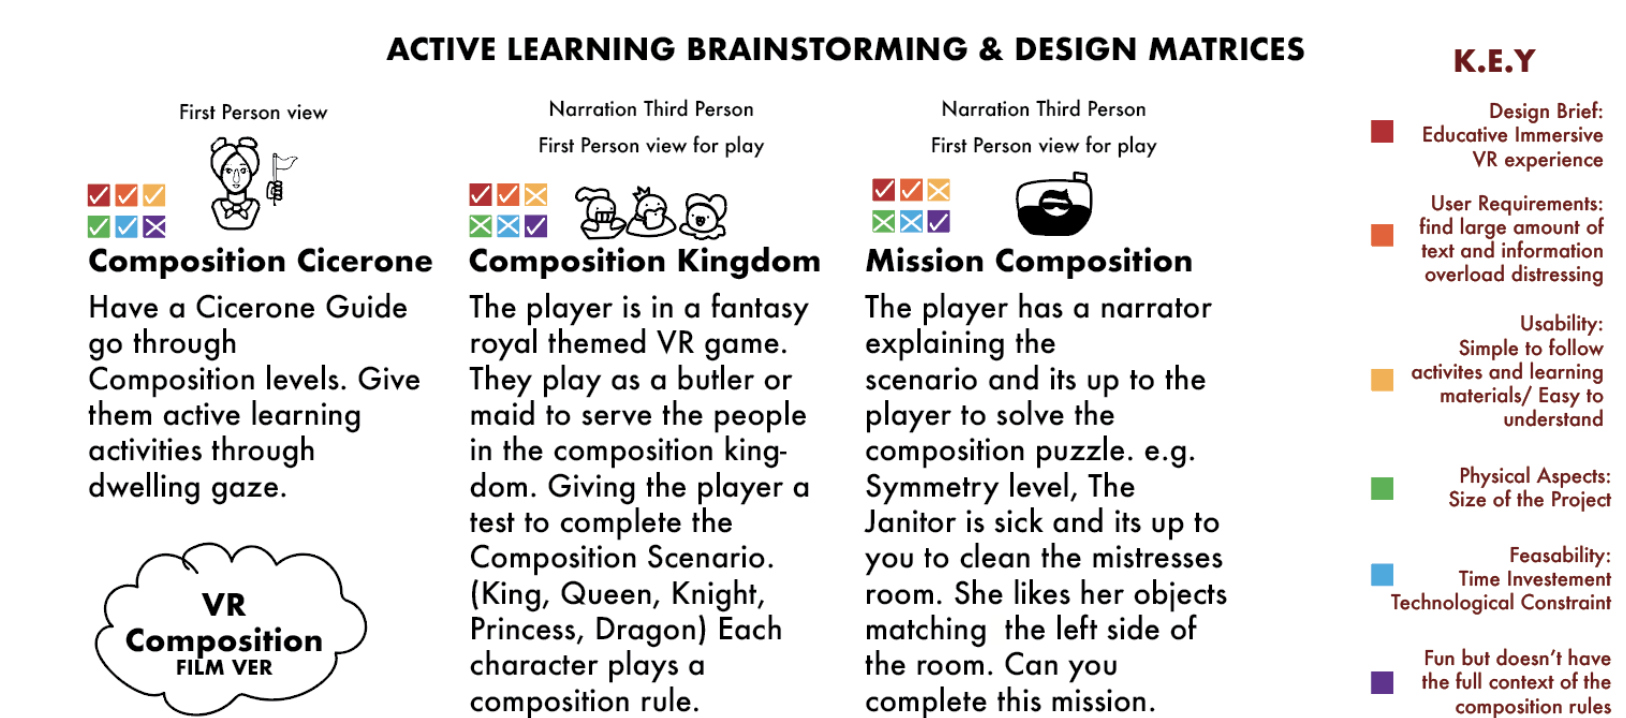 ACTIVE LEARNING BRAINSTORMING & DESIGN MATRICES
First Person view
Composition Cicerone
Have a Cicerone Guide
go through
Composition levels. Give
them active learning
activities through
dwelling gaze.
VR
Composition
FILM VER
Narration Third Person
First Person view for play
Composition Kingdom
The player is in a fantasy
royal themed VR game.
They play as a butler or
maid to serve the people
in the composition king-
dom. Giving the player a
test to complete the
Composition Scenario.
(King, Queen, Knight,
Princess, Dragon) Each
character plays a
composition rule.
Narration Third Person
First Person view for play
Mission Composition
The player has a narrator
explaining the
scenario and its up to the
player to solve the
composition puzzle. e.g.
Symmetry level, The
Janitor is sick and its up to
you to clean the mistresses
room. She likes her objects
matching the left side of
the room. Can you
complete this mission.
K.E.Y
Design Brief:
Educative Immersive
VR experience
User Requirements:
find large amount of
text and information
overload distressing
Usability:
Simple to follow
activites and learning
materials/ Easy to
understand
Physical Aspects:
Size of the Project
Feasability:
Time Investement
Technological Constraint
Fun but doesn't have
the full context of the
composition rules